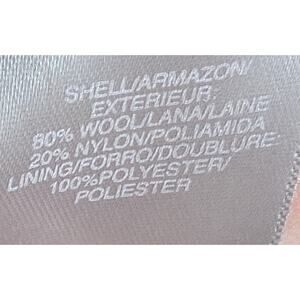 SHELL/ARMAZON/
EXTERIEUR:
80% WOOL/LANA/LAINE
20% NYLON/POLIAMIDA
LINING/FORRO/DOUBLURE-
100%POLYESTER/
POLIESTER